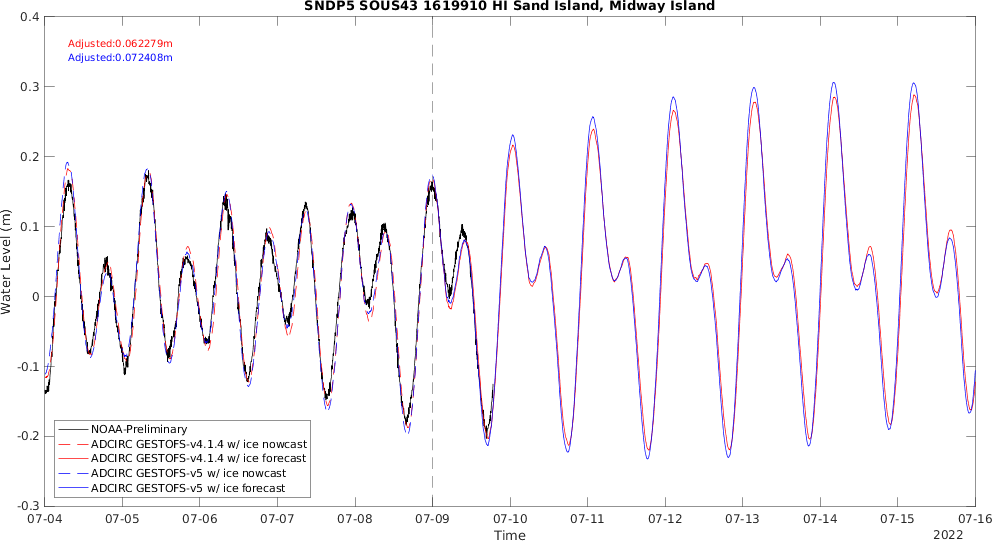 SNDP5 SOUS43 1619910 HI Sand Island, Midway Island
Adjusted:0.062279m
Adjusted:0.072408m
Water Level (m)
0.4
0.3
0.2
0.1
0
-0.1
-0.2
-0.3
NOAA-Preliminary
ADCIRC GESTOFS-v4.1.4 w/ ice nowcast
ADCIRC GESTOFS-v4.1.4 w/ ice forecast
ADCIRC GESTOFS-v5 w/ ice nowcast
ADCIRC GESTOFS-v5 w/ ice forecast
07-04 07-05 07-06 07-07 07-08 07-09 07-10 07-11 07-12 07-13 07-14 07-15 07-16
Time
2022